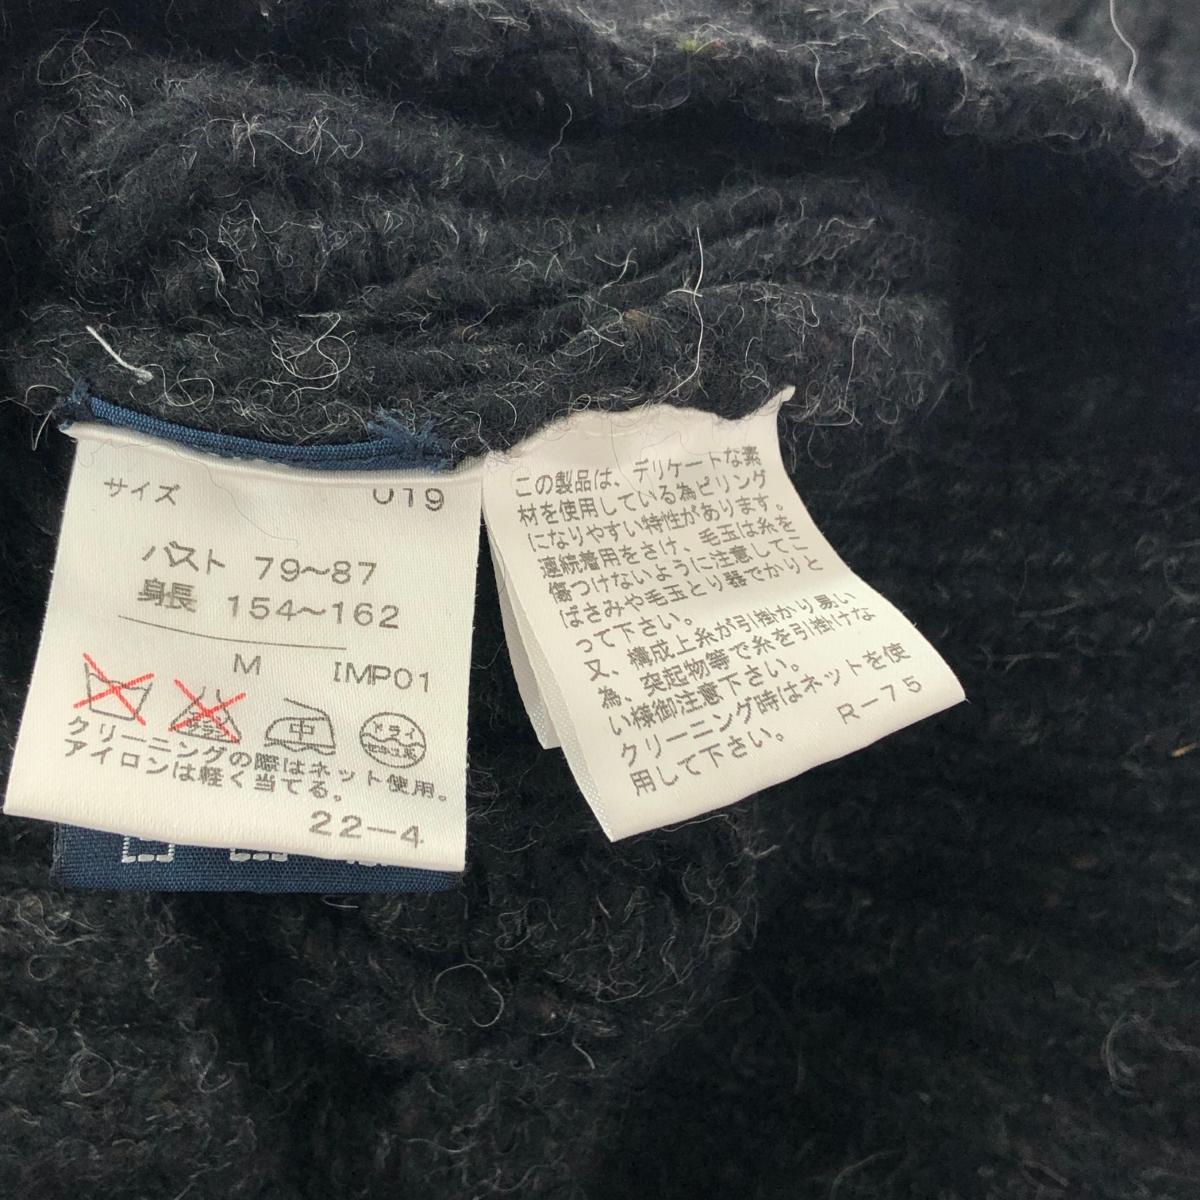 サイズ 019
バスト 79～87
身長 154～162
M IMP01
中
ドライ
クリーニングの際はネット使用。
アイロンは軽く当てる。
22-4
この製品は、デリケートな素
材を使用している為ピリング
になりやすい特性があります。
連続着用をさけ、毛玉は糸を
傷つけないように注意してこ
ばさみや毛玉とり器でかりと
って下さい。
又、構成上糸が引掛かり易い
為、突起物等で糸を引掛けな
い様御注意下さい。
クリーニング時はネットを使
用して下さい。
R-75